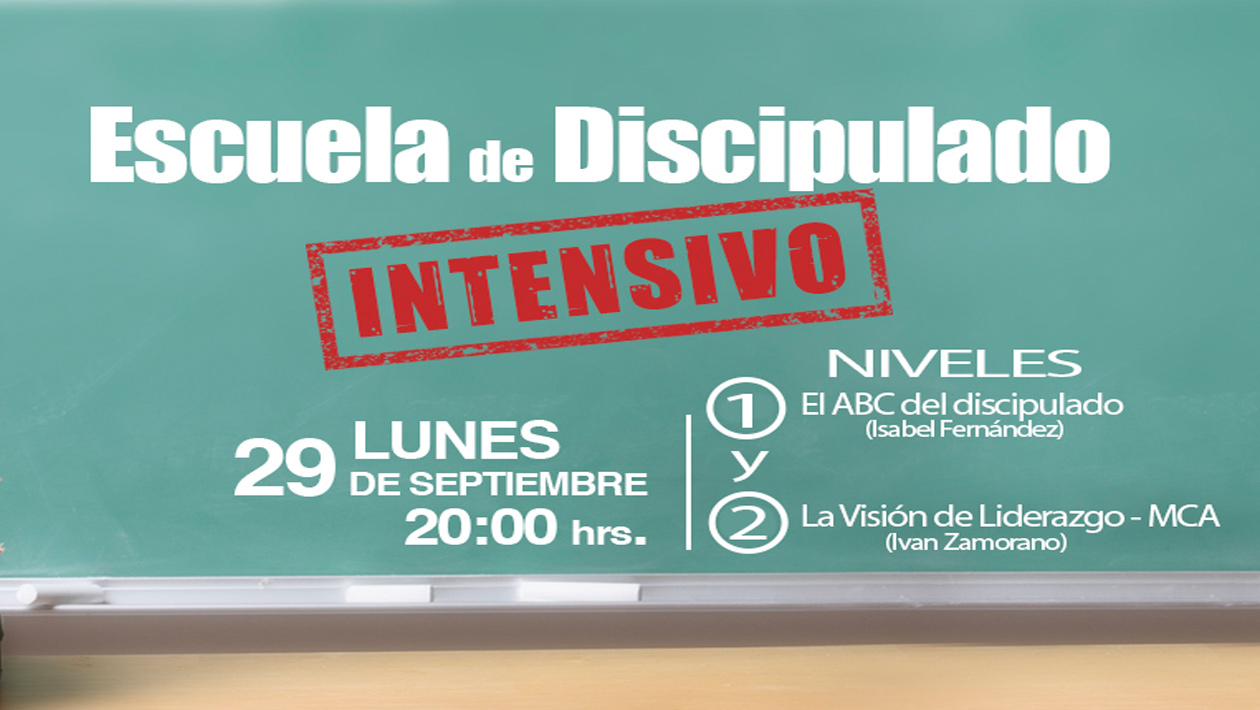 Escuela de Discipulado
INTENSIVO
29 LUNES
DE SEPTIEMBRE
20:00 hrs.
NIVELES
1 El ABC del discipulado
(Isabel Fernández)
y
2 La Visión de Liderazgo - MCA
(Ivan Zamorano)